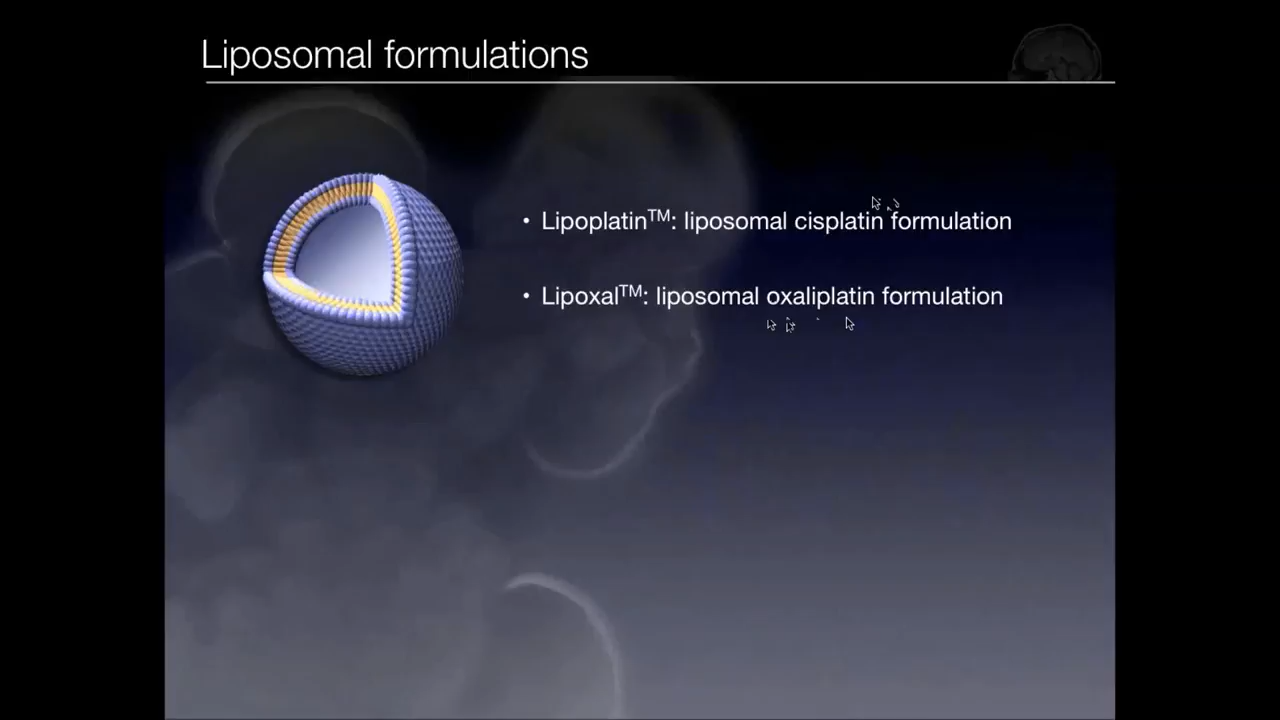 Liposomal formulations
• Lipoplatin™: liposomal cisplatin formulation
• Lipoxal™: liposomal oxaliplatin formulation